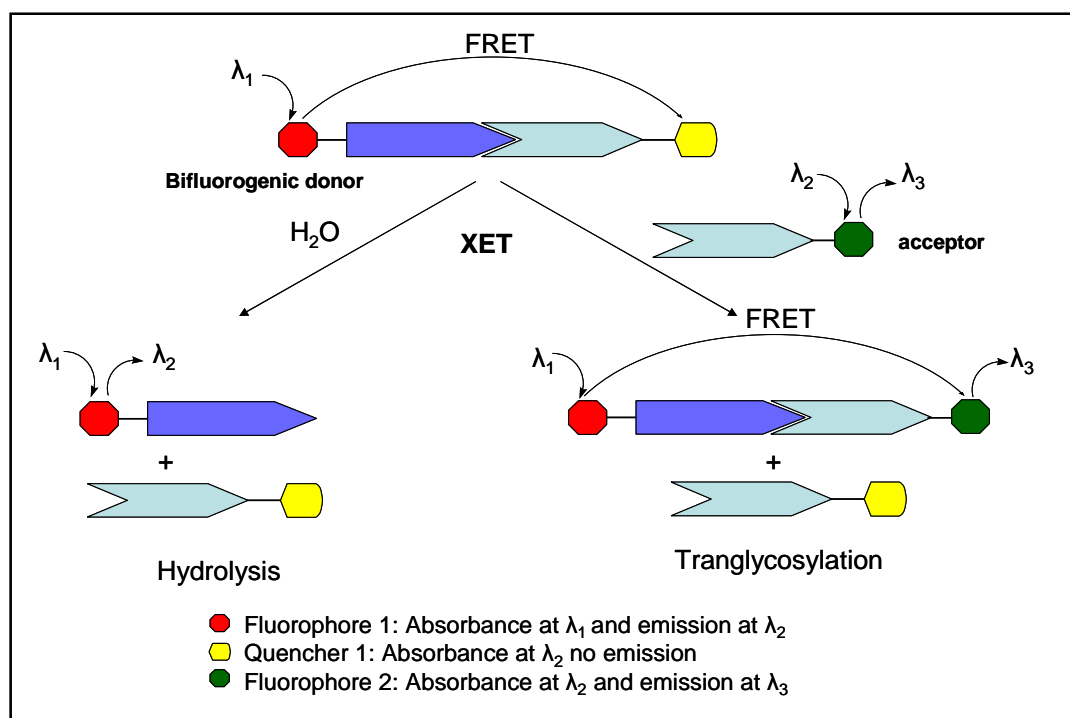 FRET
λ₁
Bifluorogenic donor
λ₂ λ₃
H₂O
XET
acceptor
FRET
λ₁ λ₂
λ₁ λ₃
+
+
Hydrolysis
Tranglycosylation
Fluorophore 1: Absorbance at λ₁ and emission at λ₂
Quencher 1: Absorbance at λ₂ no emission
Fluorophore 2: Absorbance at λ₂ and emission at λ₃